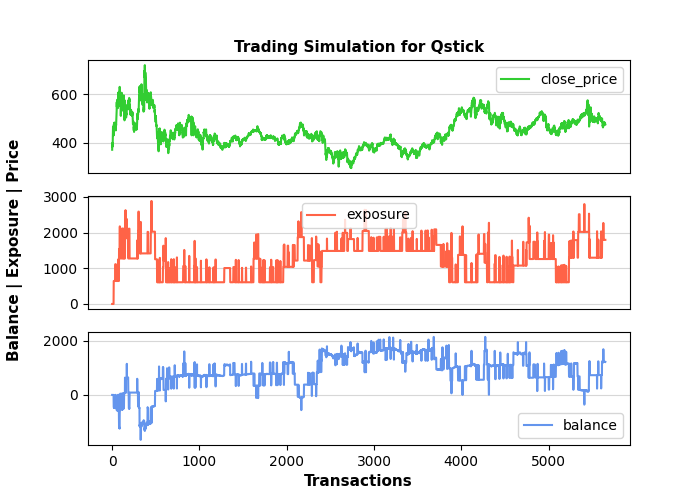 Trading Simulation for Qstick
600
400
close_price
3000
2000
1000
0
exposure
2000
0
balance
0
1000
2000
3000
4000
5000
Transactions
Balance | Exposure | Price